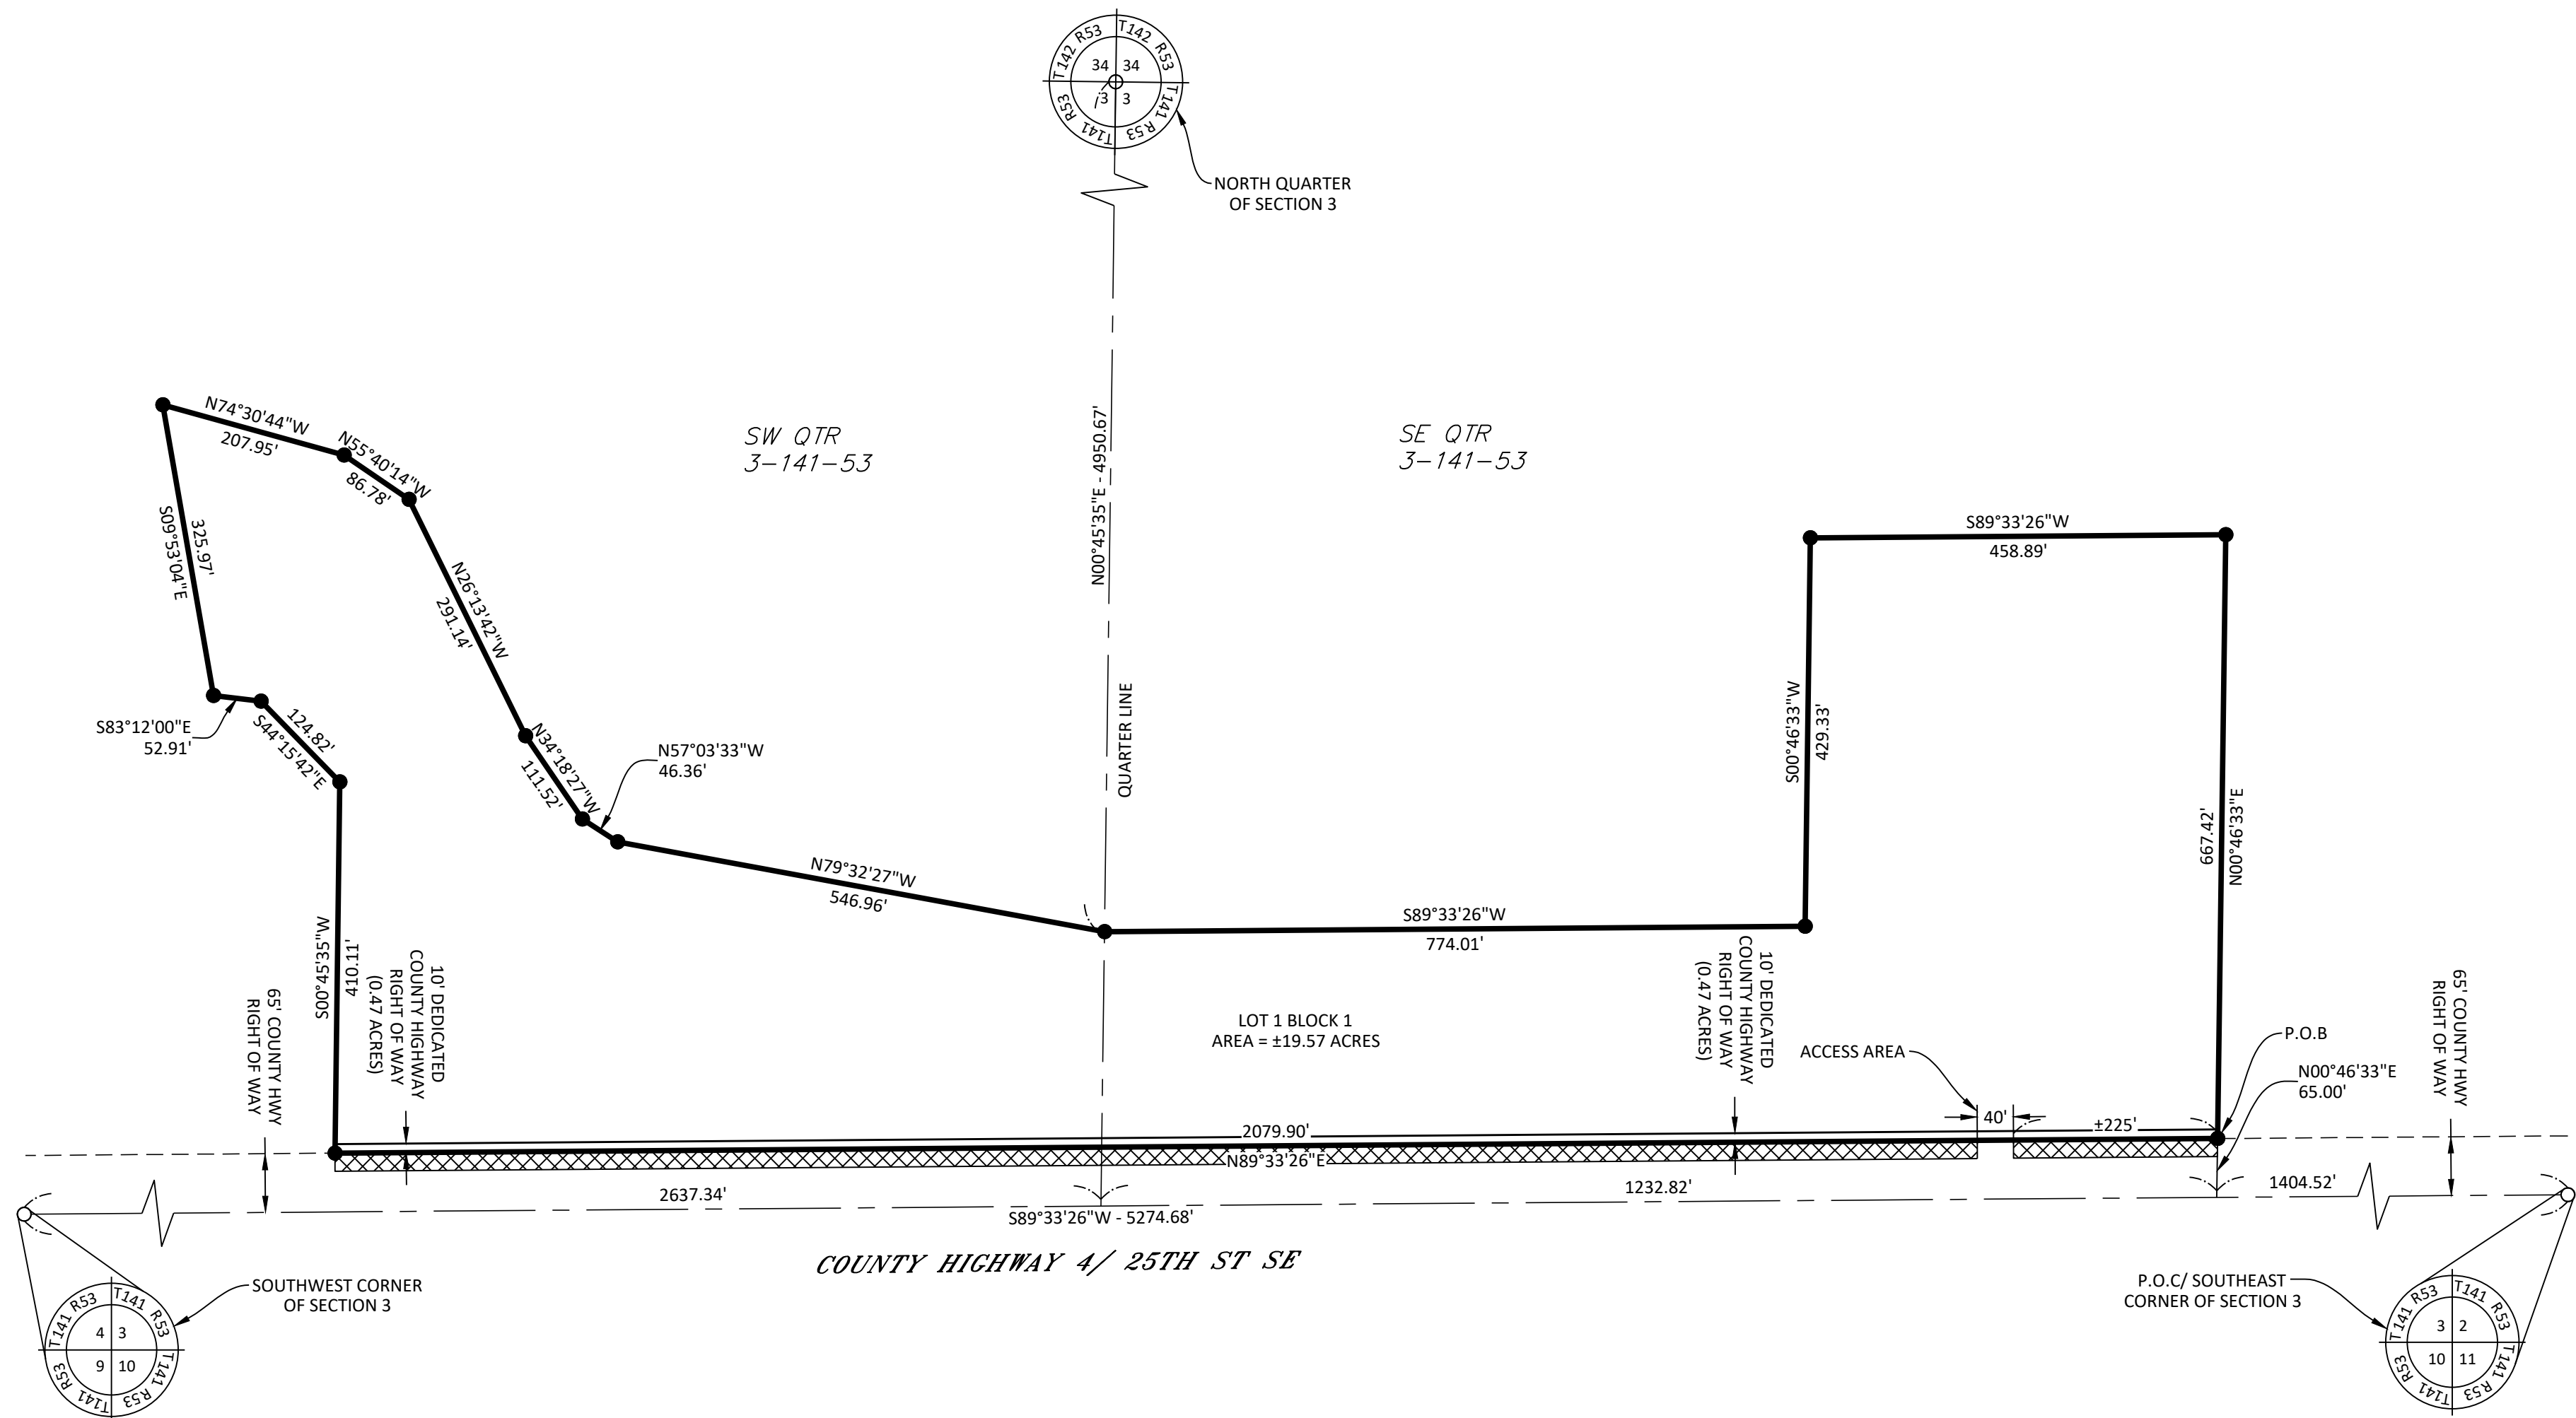 T142 R53
T142 R53
34 34
3 3
T141 R53
T141 R53
NORTH QUARTER
OF SECTION 3
N74°30'44"W
207.95'
N55°40'14"W
86.78'
SW QTR
3-141-53
N00°45'35"E - 4950.67'
SE QTR
3-141-53
S09°53'04"E
325.97'
N26°13'42"W
291.14'
S89°33'26"W
458.89'
S83°12'00"E
52.91'
124.82'
S44°15'42"E
N34°18'27"W
111.52'
N57°03'33"W
46.36'
QUARTER LINE
S00°46'33"W
429.33'
667.42'
N00°46'33"E
N79°32'27"W
546.96'
S89°33'26"W
774.01'
S00°45'35"W
410.11'
65' COUNTY HWY
RIGHT OF WAY
10' DEDICATED
COUNTY HIGHWAY
RIGHT OF WAY
(0.47 ACRES)
LOT 1 BLOCK 1
AREA = ±19.57 ACRES
10' DEDICATED
COUNTY HIGHWAY
RIGHT OF WAY
(0.47 ACRES)
ACCESS AREA
P.O.B
N00°46'33"E
65.00'
65' COUNTY HWY
RIGHT OF WAY
40'
±225'
2079.90'
N89°33'26"E
2637.34'
1232.82'
1404.52'
S89°33'26"W - 5274.68'
COUNTY HIGHWAY 4/ 25TH ST SE
SOUTHWEST CORNER
OF SECTION 3
T141 R53
T141 R53
4 3
9 10
T141 R53
T141 R53
P.O.C/ SOUTHEAST
CORNER OF SECTION 3
T141 R53
T141 R53
3 2
10 11
T141 R53
T141 R53